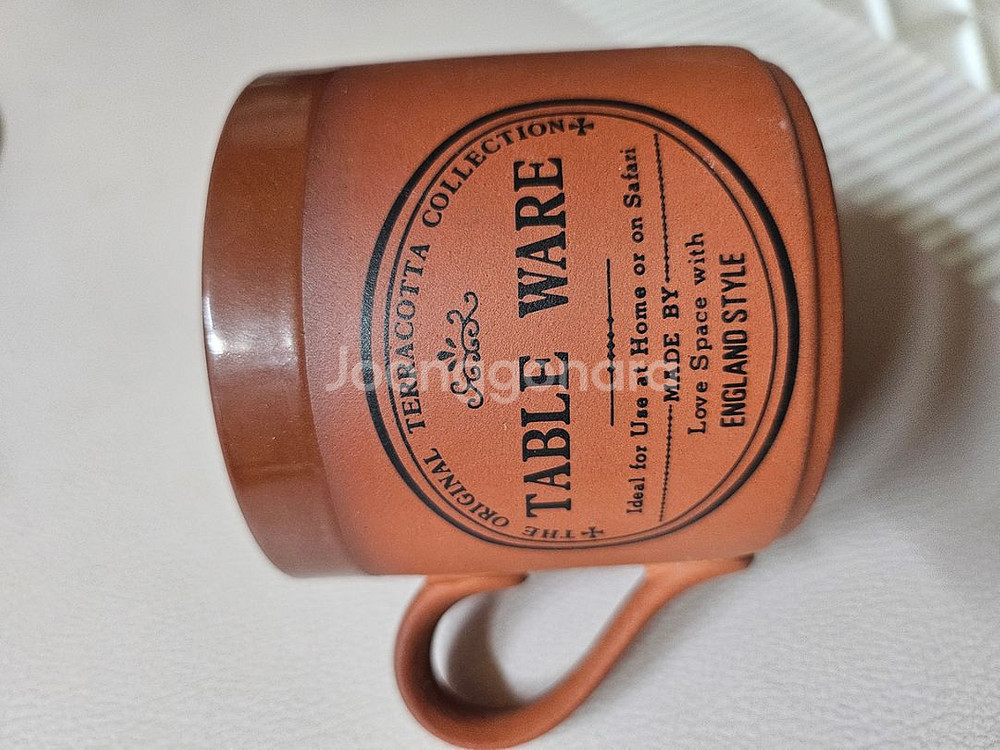 ✠ THE ORIGINAL TERRACOTTA COLLECTION ✠
TABLE WARE
Ideal for Use at Home or on Safari
MADE BY
Love Space with
ENGLAND STYLE
Joonggonara